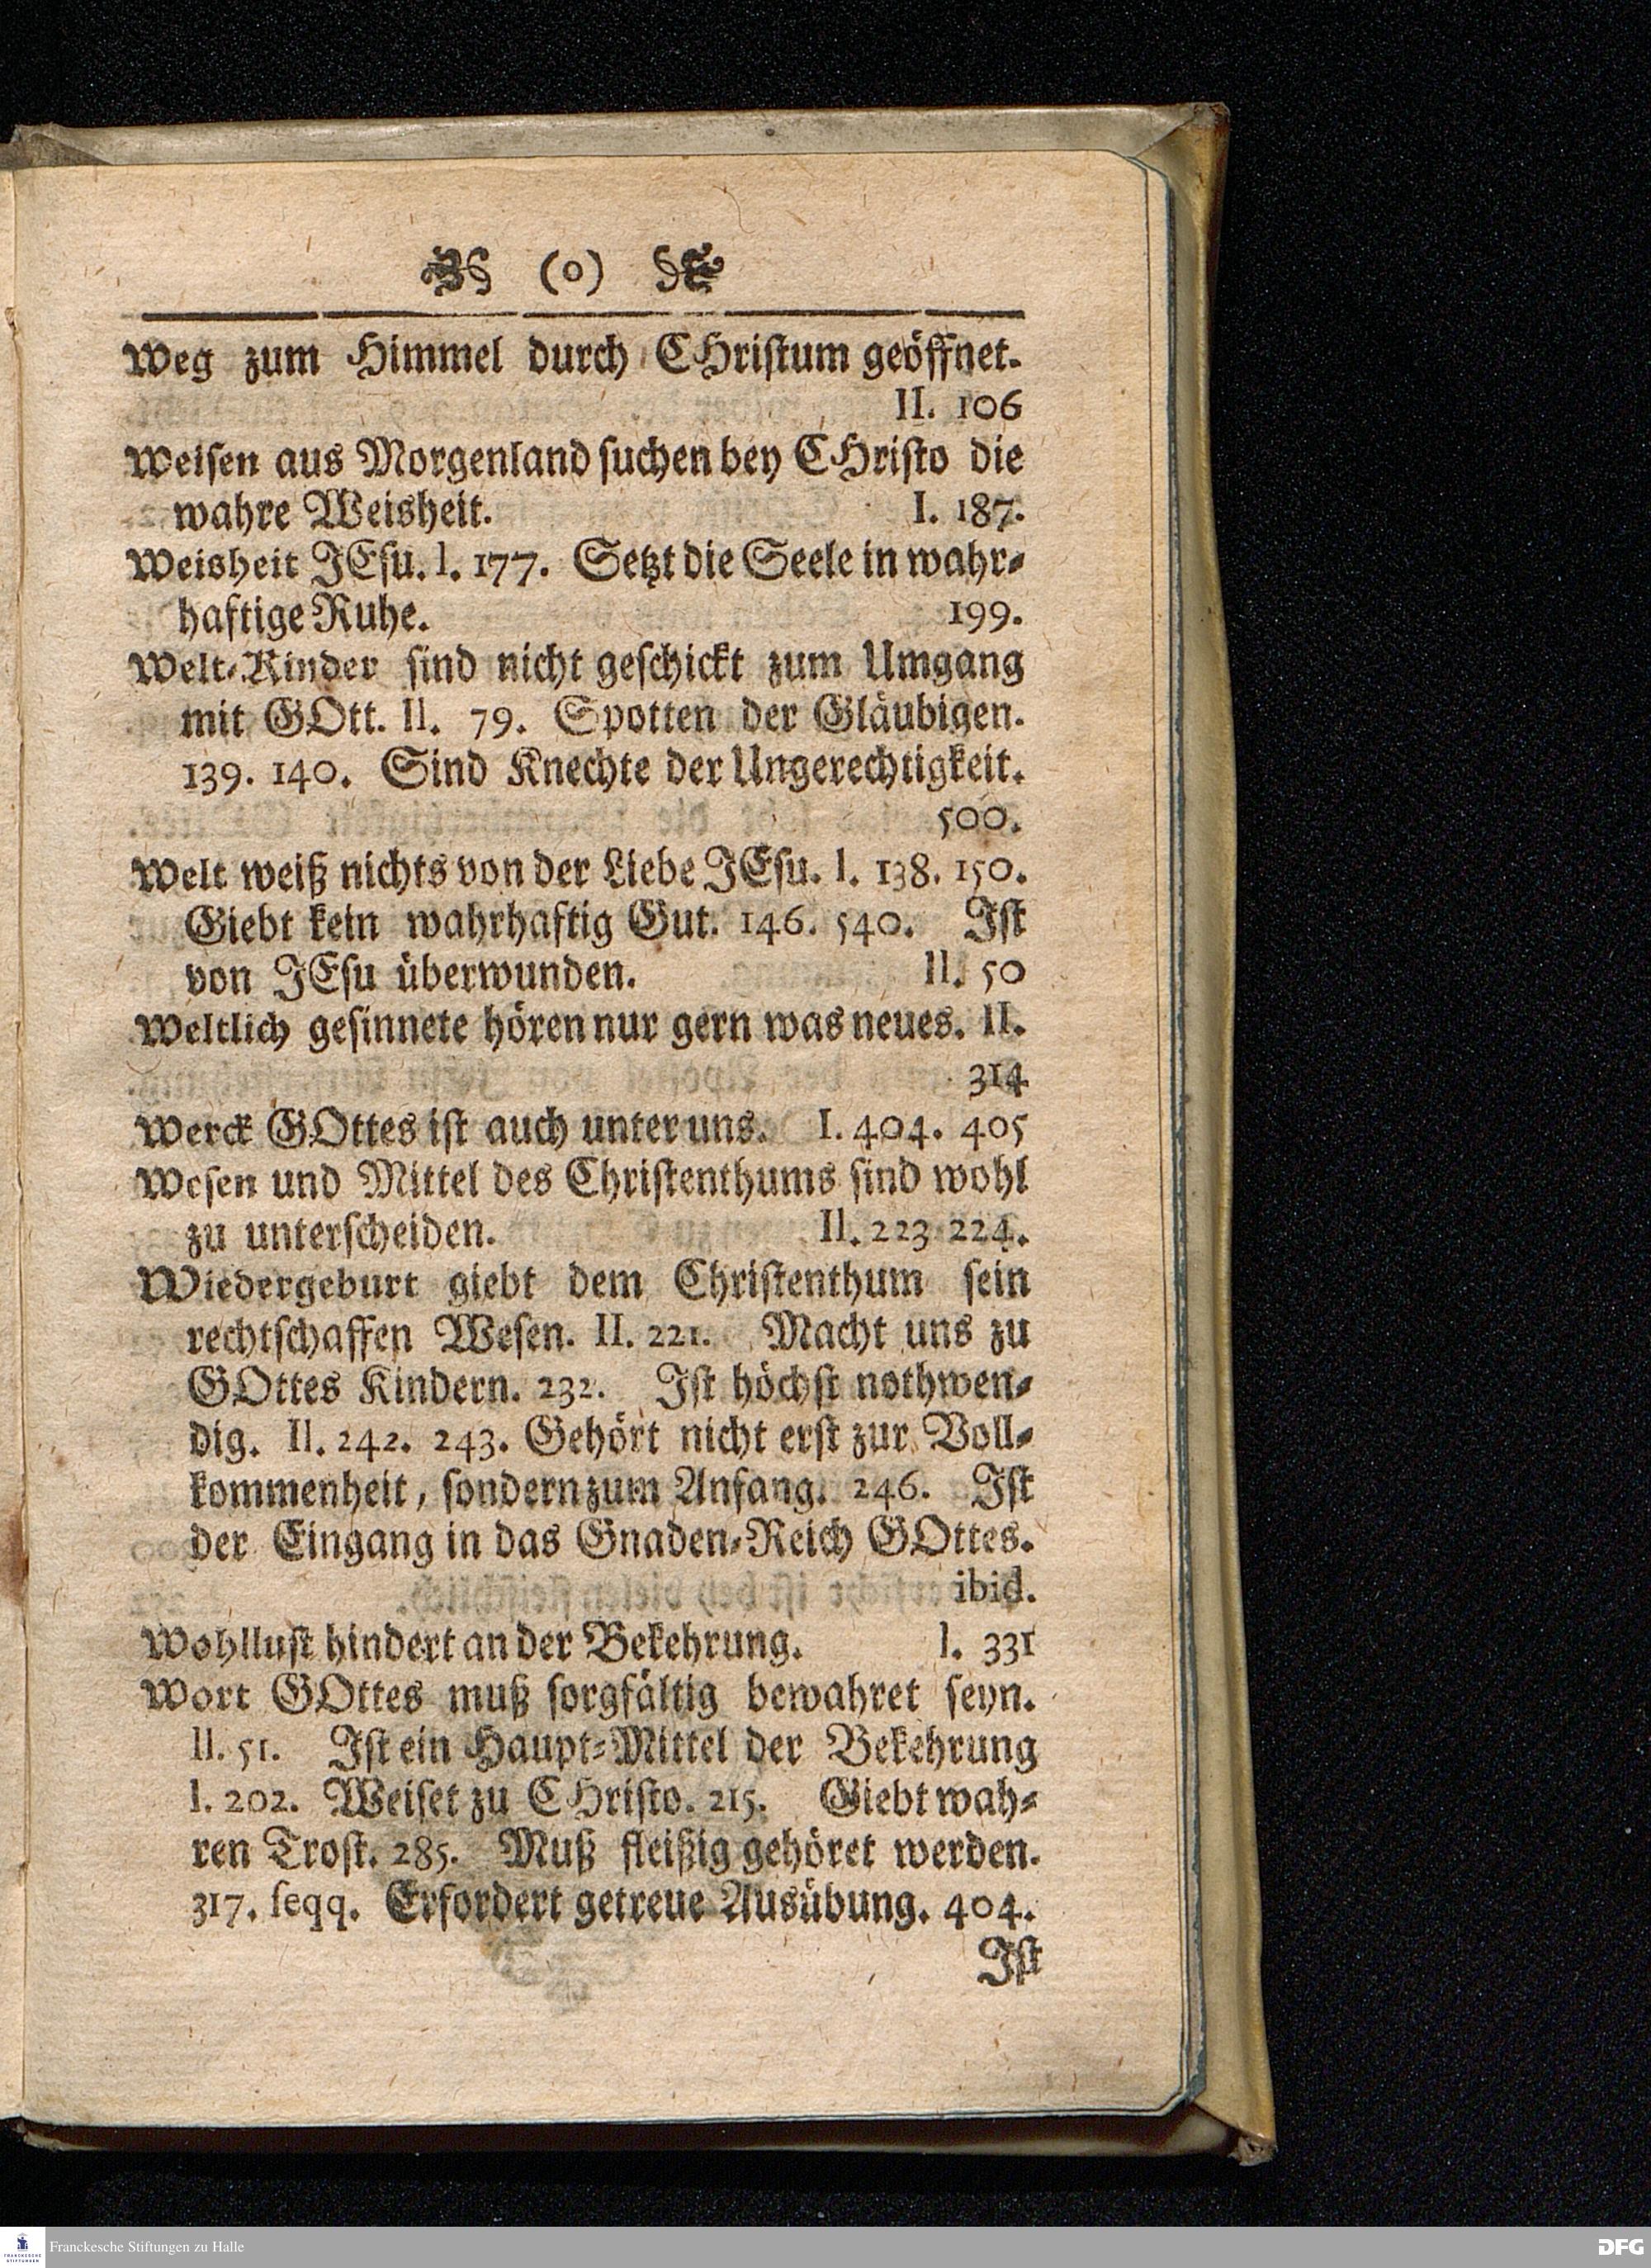 (o)
Weg zum Himmel durch CHristum geöffnet.
II. 106
Weisen aus Morgenland suchen bey CHristo die
wahre Weisheit. I. 187.
Weisheit JEsu. I. 177. Setzt die Seele in wahr-
haftige Ruhe. 199.
Welt-Kinder sind nicht geschickt zum Umgang
mit GOtt. II. 79. Spotten der Gläubigen.
139. 140. Sind Knechte der Ungerechtigkeit.
500.
Welt weiß nichts von der Liebe JEsu. I. 138. 150.
Giebt kein wahrhaftig Gut. 146. 540. Ist
von JEsu überwunden. II. 50
Weltlich gesinnete hören nur gern was neues. II.
314
Werck GOttes ist auch unter uns. I. 404. 405
Wesen und Mittel des Christenthums sind wohl
zu unterscheiden. II. 223 224.
Wiedergeburt giebt dem Christenthum sein
rechtschaffen Wesen. II. 221. Macht uns zu
GOttes Kindern. 232. Ist höchst nothwen-
dig. II. 242. 243. Gehört nicht erst zur Voll-
kommenheit, sondern zum Anfang. 246. Ist
der Eingang in das Gnaden-Reich GOttes.
ibid.
Wohllust hindert an der Bekehrung. I. 331
Wort GOttes muß sorgfältig bewahret seyn.
II. 51. Ist ein Haupt-Mittel der Bekehrung
I. 202. Weiset zu CHristo. 215. Giebt wah-
ren Trost. 285. Muß fleißig gehöret werden.
317. seqq. Erfordert getreue Ausübung. 404.
Ist
FRANCKESCHE STIFTUNGEN
Franckesche Stiftungen zu Halle
DFG